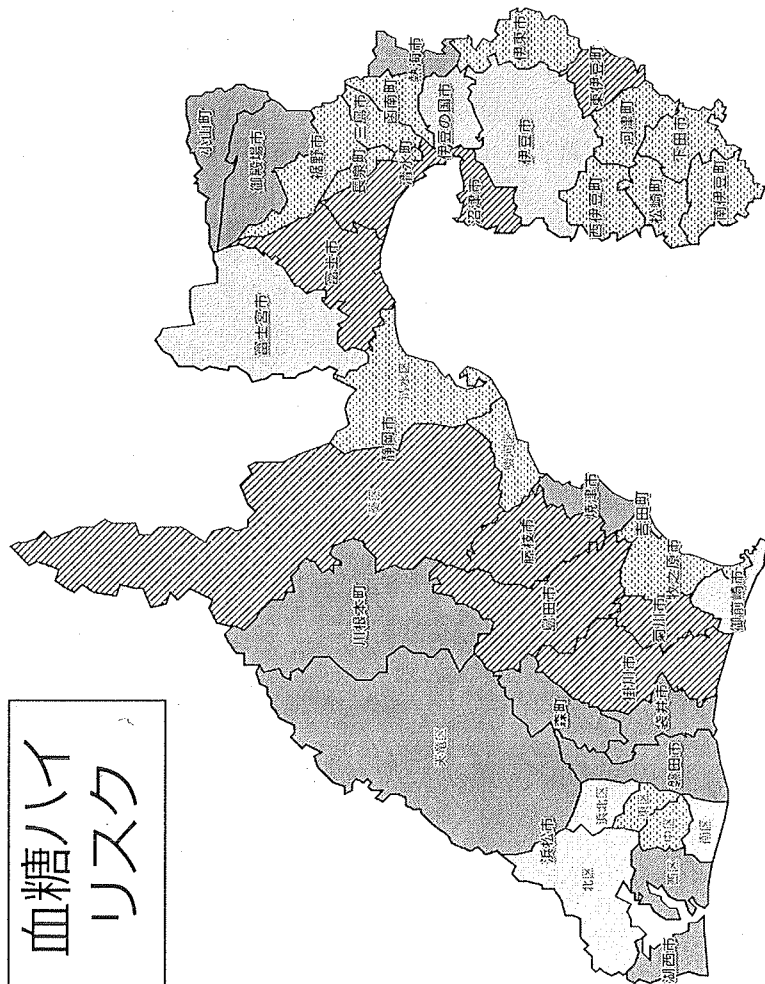 血糖ハイ
リスク
小山町
御殿場市
裾野市
富士宮市
富士市
長泉町
三島市
清水町
函南町
熱海市
沼津市
伊豆の国市
伊豆市
伊東市
東伊豆町
西伊豆町
河津町
松崎町
下田市
南伊豆町
静岡市
清水区
葵区
駿河区
川根本町
藤枝市
焼津市
島田市
吉田町
牧之原市
菊川市
御前崎市
掛川市
森町
袋井市
磐田市
天竜区
浜松市
浜北区
北区
東区
中区
西区
南区
湖西市